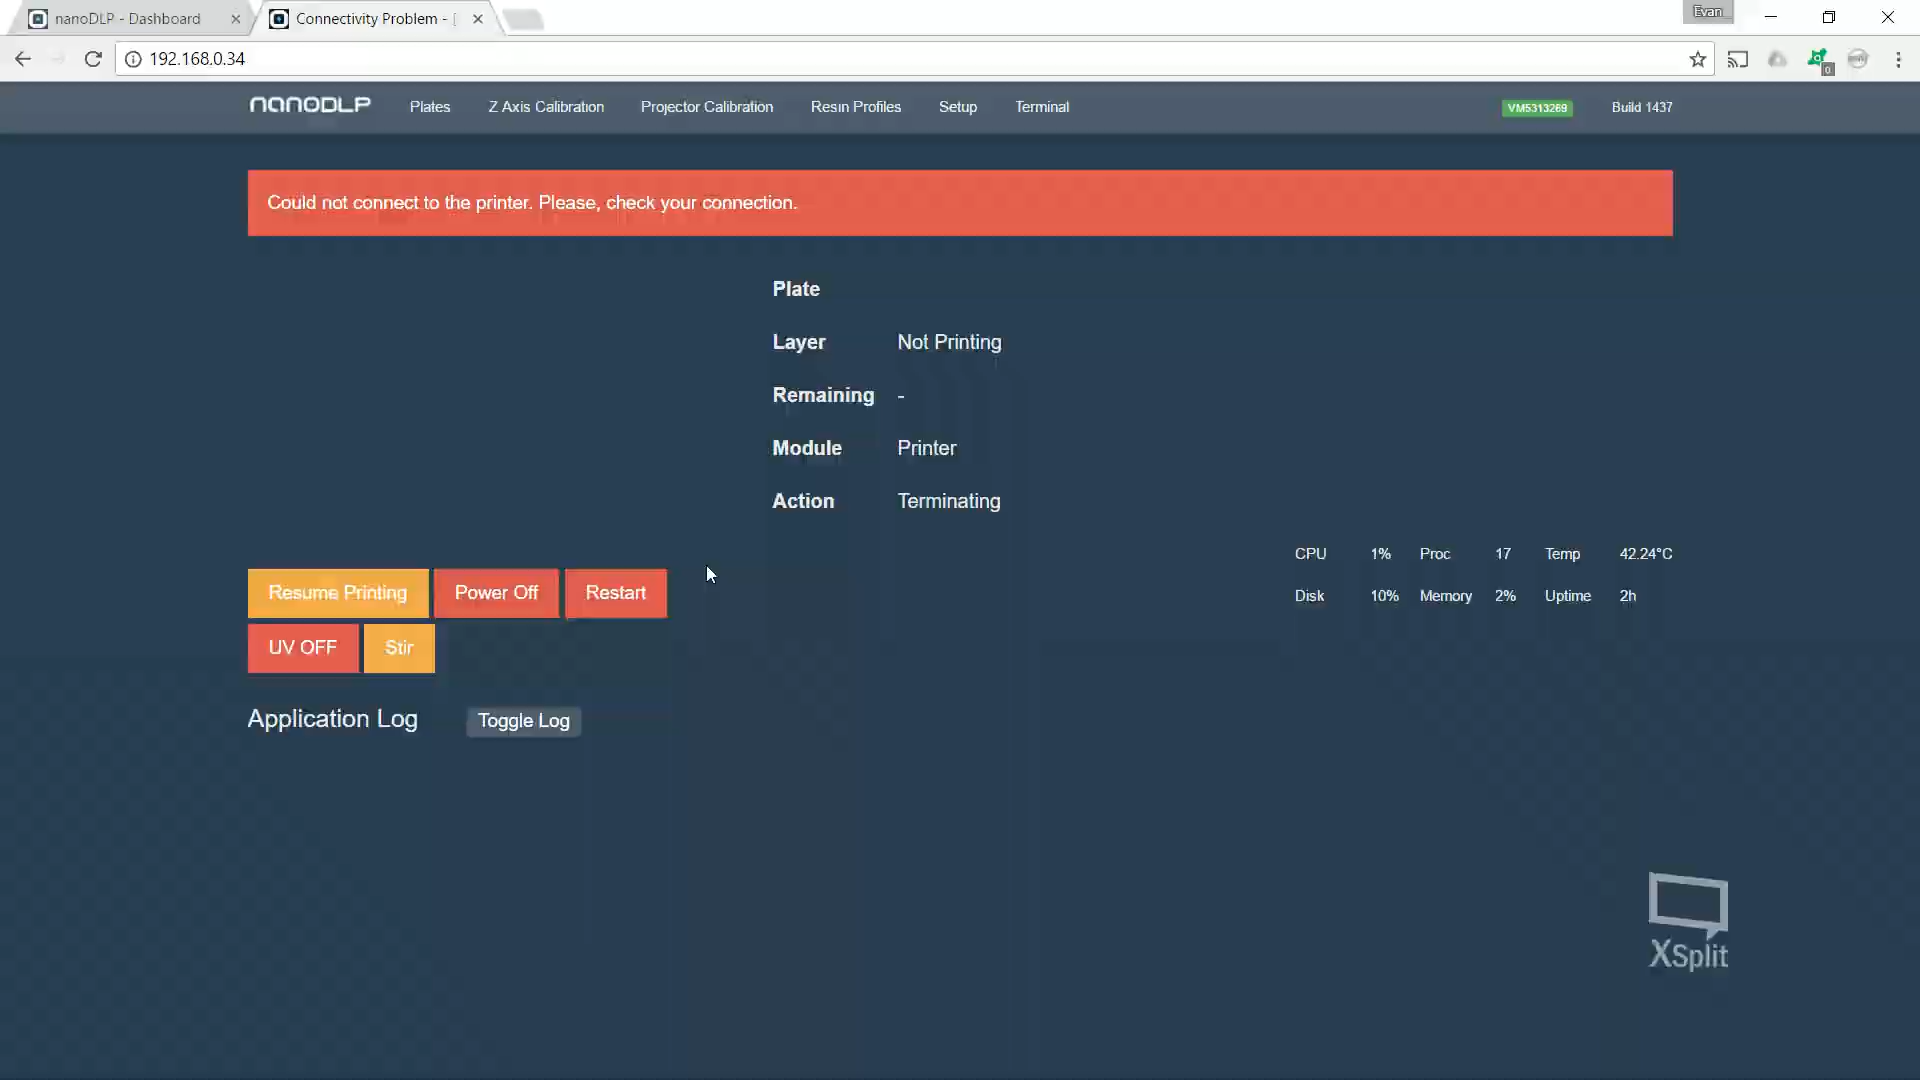 nanoDLP - Dashboard
Connectivity Problem - [
Evan
192.168.0.34
0
nanoDLP Plates Z Axis Calibration Projector Calibration Resin Profiles Setup Terminal VM5313269 Build 1437
Could not connect to the printer. Please, check your connection.
Plate
Layer Not Printing
Remaining -
Module Printer
Action Terminating
CPU 1% Proc 17 Temp 42.24°C
Disk 10% Memory 2% Uptime 2h
Resume Printing Power Off Restart
UV OFF Stir
Application Log Toggle Log
XSplit